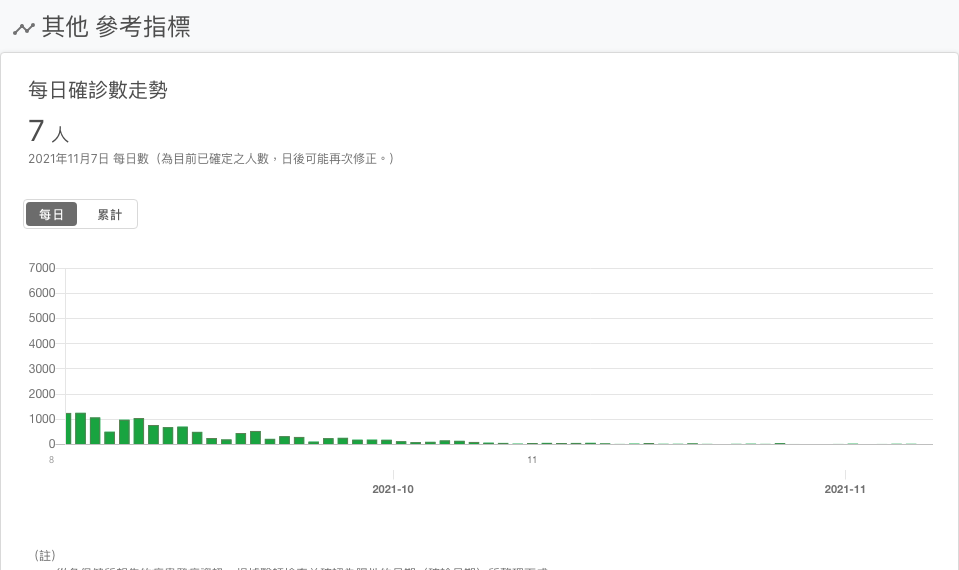 其他 參考指標
每日確診數走勢
7 人
2021年11月7日 每日數（為目前已確定之人數，日後可能再次修正。）
每日 累計
7000
6000
5000
4000
3000
2000
1000
0
8 11
2021-10 2021-11
（註）